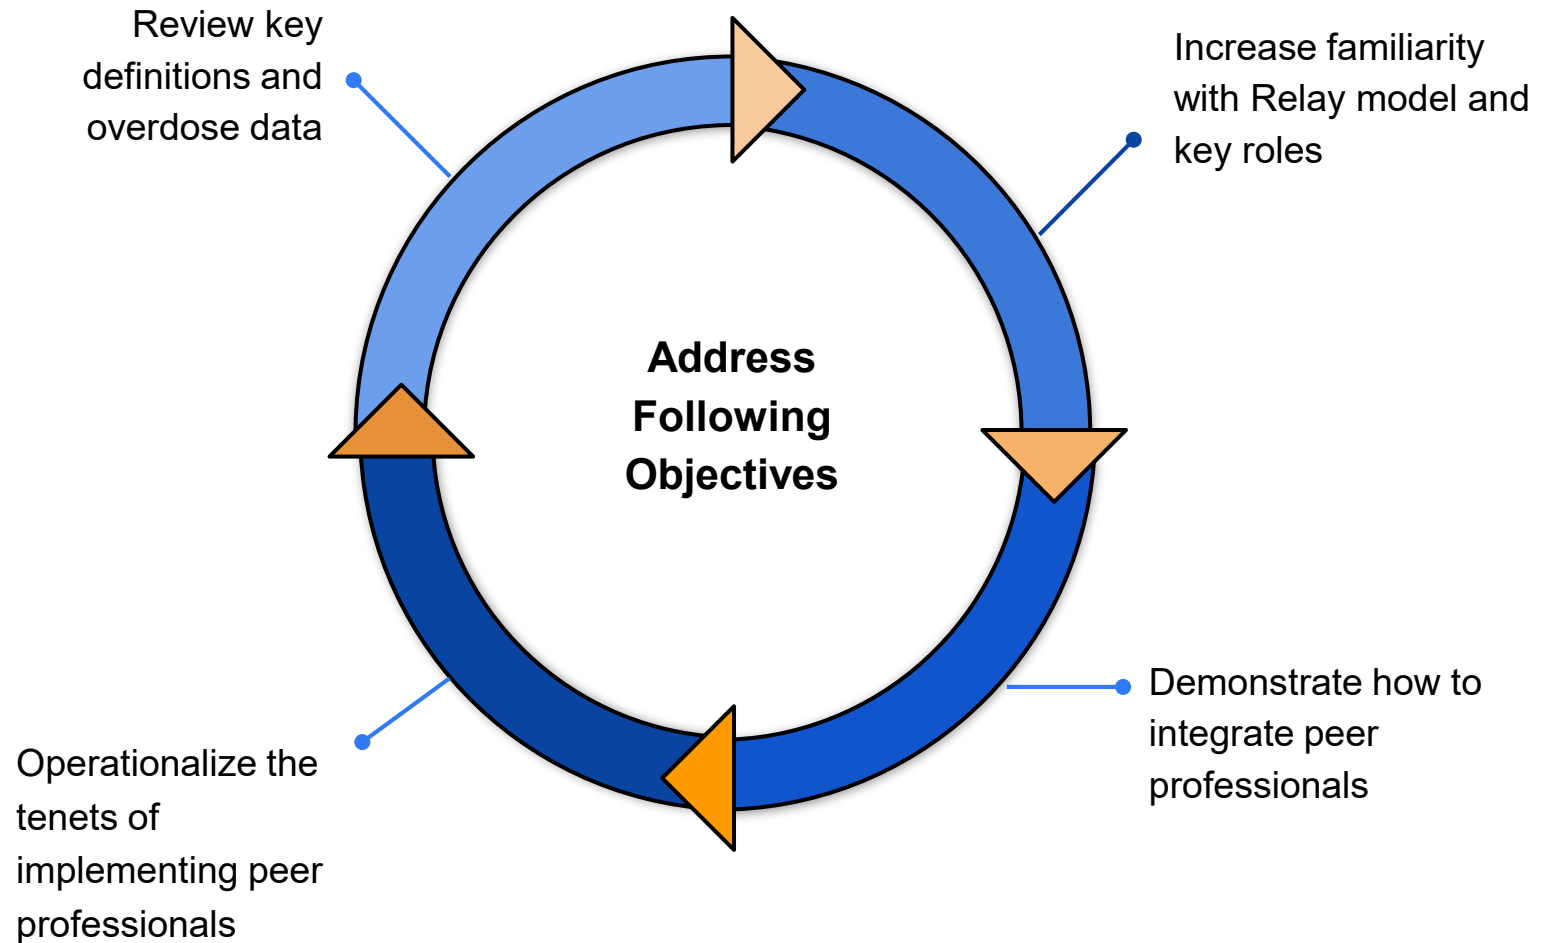 Review key
definitions and
overdose data
Increase familiarity
with Relay model and
key roles
Address
Following
Objectives
Demonstrate how to
integrate peer
professionals
Operationalize the
tenets of
implementing peer
professionals